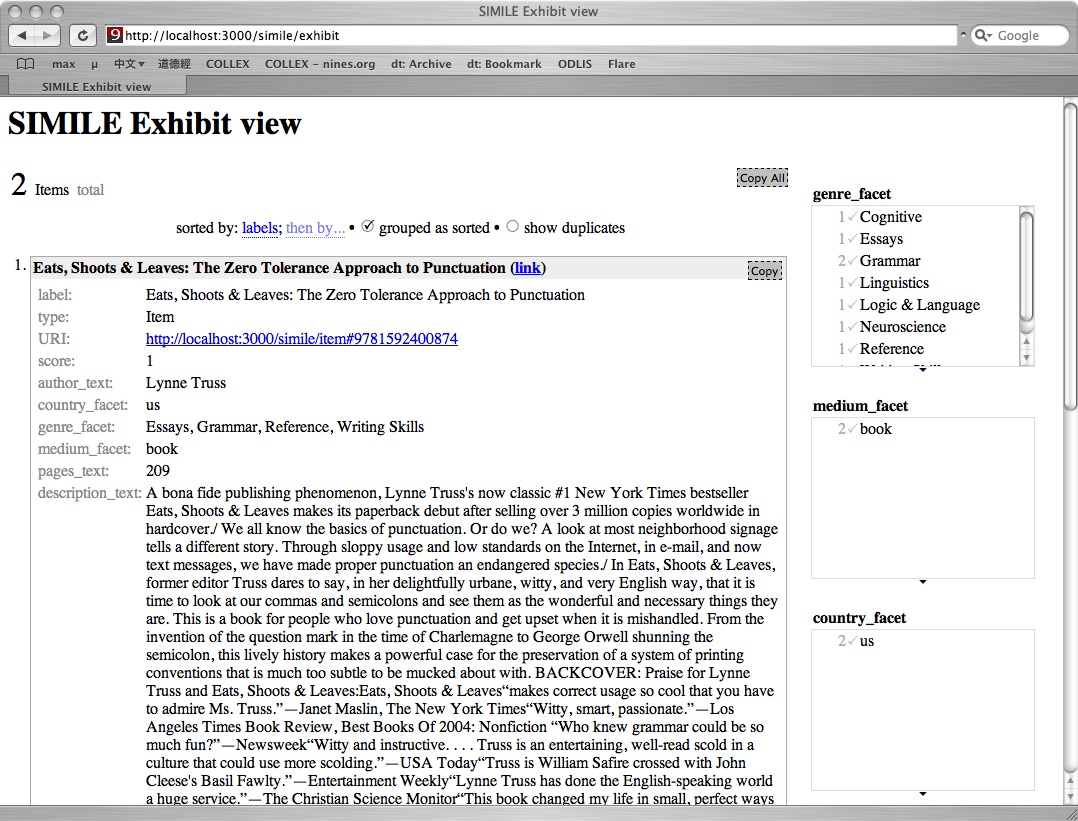 SIMILE Exhibit view
http://localhost:3000/simile/exhibit
Google
max μ 中文 道德經 COLLEX COLLEX – nines.org dt: Archive dt: Bookmark ODLIS Flare
SIMILE Exhibit view
SIMILE Exhibit view
2 Items total
Copy All
sorted by: labels; then by... • grouped as sorted • show duplicates
1. Eats, Shoots & Leaves: The Zero Tolerance Approach to Punctuation (link)
Copy
label: Eats, Shoots & Leaves: The Zero Tolerance Approach to Punctuation
type: Item
URI: http://localhost:3000/simile/item#9781592400874
score: 1
author_text: Lynne Truss
country_facet: us
genre_facet: Essays, Grammar, Reference, Writing Skills
medium_facet: book
pages_text: 209
description_text: A bona fide publishing phenomenon, Lynne Truss's now classic #1 New York Times bestseller
Eats, Shoots & Leaves makes its paperback debut after selling over 3 million copies worldwide in
hardcover./ We all know the basics of punctuation. Or do we? A look at most neighborhood signage
tells a different story. Through sloppy usage and low standards on the Internet, in e-mail, and now
text messages, we have made proper punctuation an endangered species./ In Eats, Shoots & Leaves,
former editor Truss dares to say, in her delightfully urbane, witty, and very English way, that it is
time to look at our commas and semicolons and see them as the wonderful and necessary things they
are. This is a book for people who love punctuation and get upset when it is mishandled. From the
invention of the question mark in the time of Charlemagne to George Orwell shunning the
semicolon, this lively history makes a powerful case for the preservation of a system of printing
conventions that is much too subtle to be mucked about with. BACKCOVER: Praise for Lynne
Truss and Eats, Shoots & Leaves:Eats, Shoots & Leaves“makes correct usage so cool that you have
to admire Ms. Truss.”—Janet Maslin, The New York Times“Witty, smart, passionate.”—Los
Angeles Times Book Review, Best Books Of 2004: Nonfiction “Who knew grammar could be so
much fun?”—Newsweek“Witty and instructive. . . . Truss is an entertaining, well-read scold in a
culture that could use more scolding.”—USA Today“Truss is William Safire crossed with John
Cleese's Basil Fawlty.”—Entertainment Weekly“Lynne Truss has done the English-speaking world
a huge service.”—The Christian Science Monitor“This book changed my life in small, perfect ways
genre_facet
1 ✓ Cognitive
1 ✓ Essays
2 ✓ Grammar
1 ✓ Linguistics
1 ✓ Logic & Language
1 ✓ Neuroscience
1 ✓ Reference
medium_facet
2 ✓ book
country_facet
2 ✓ us